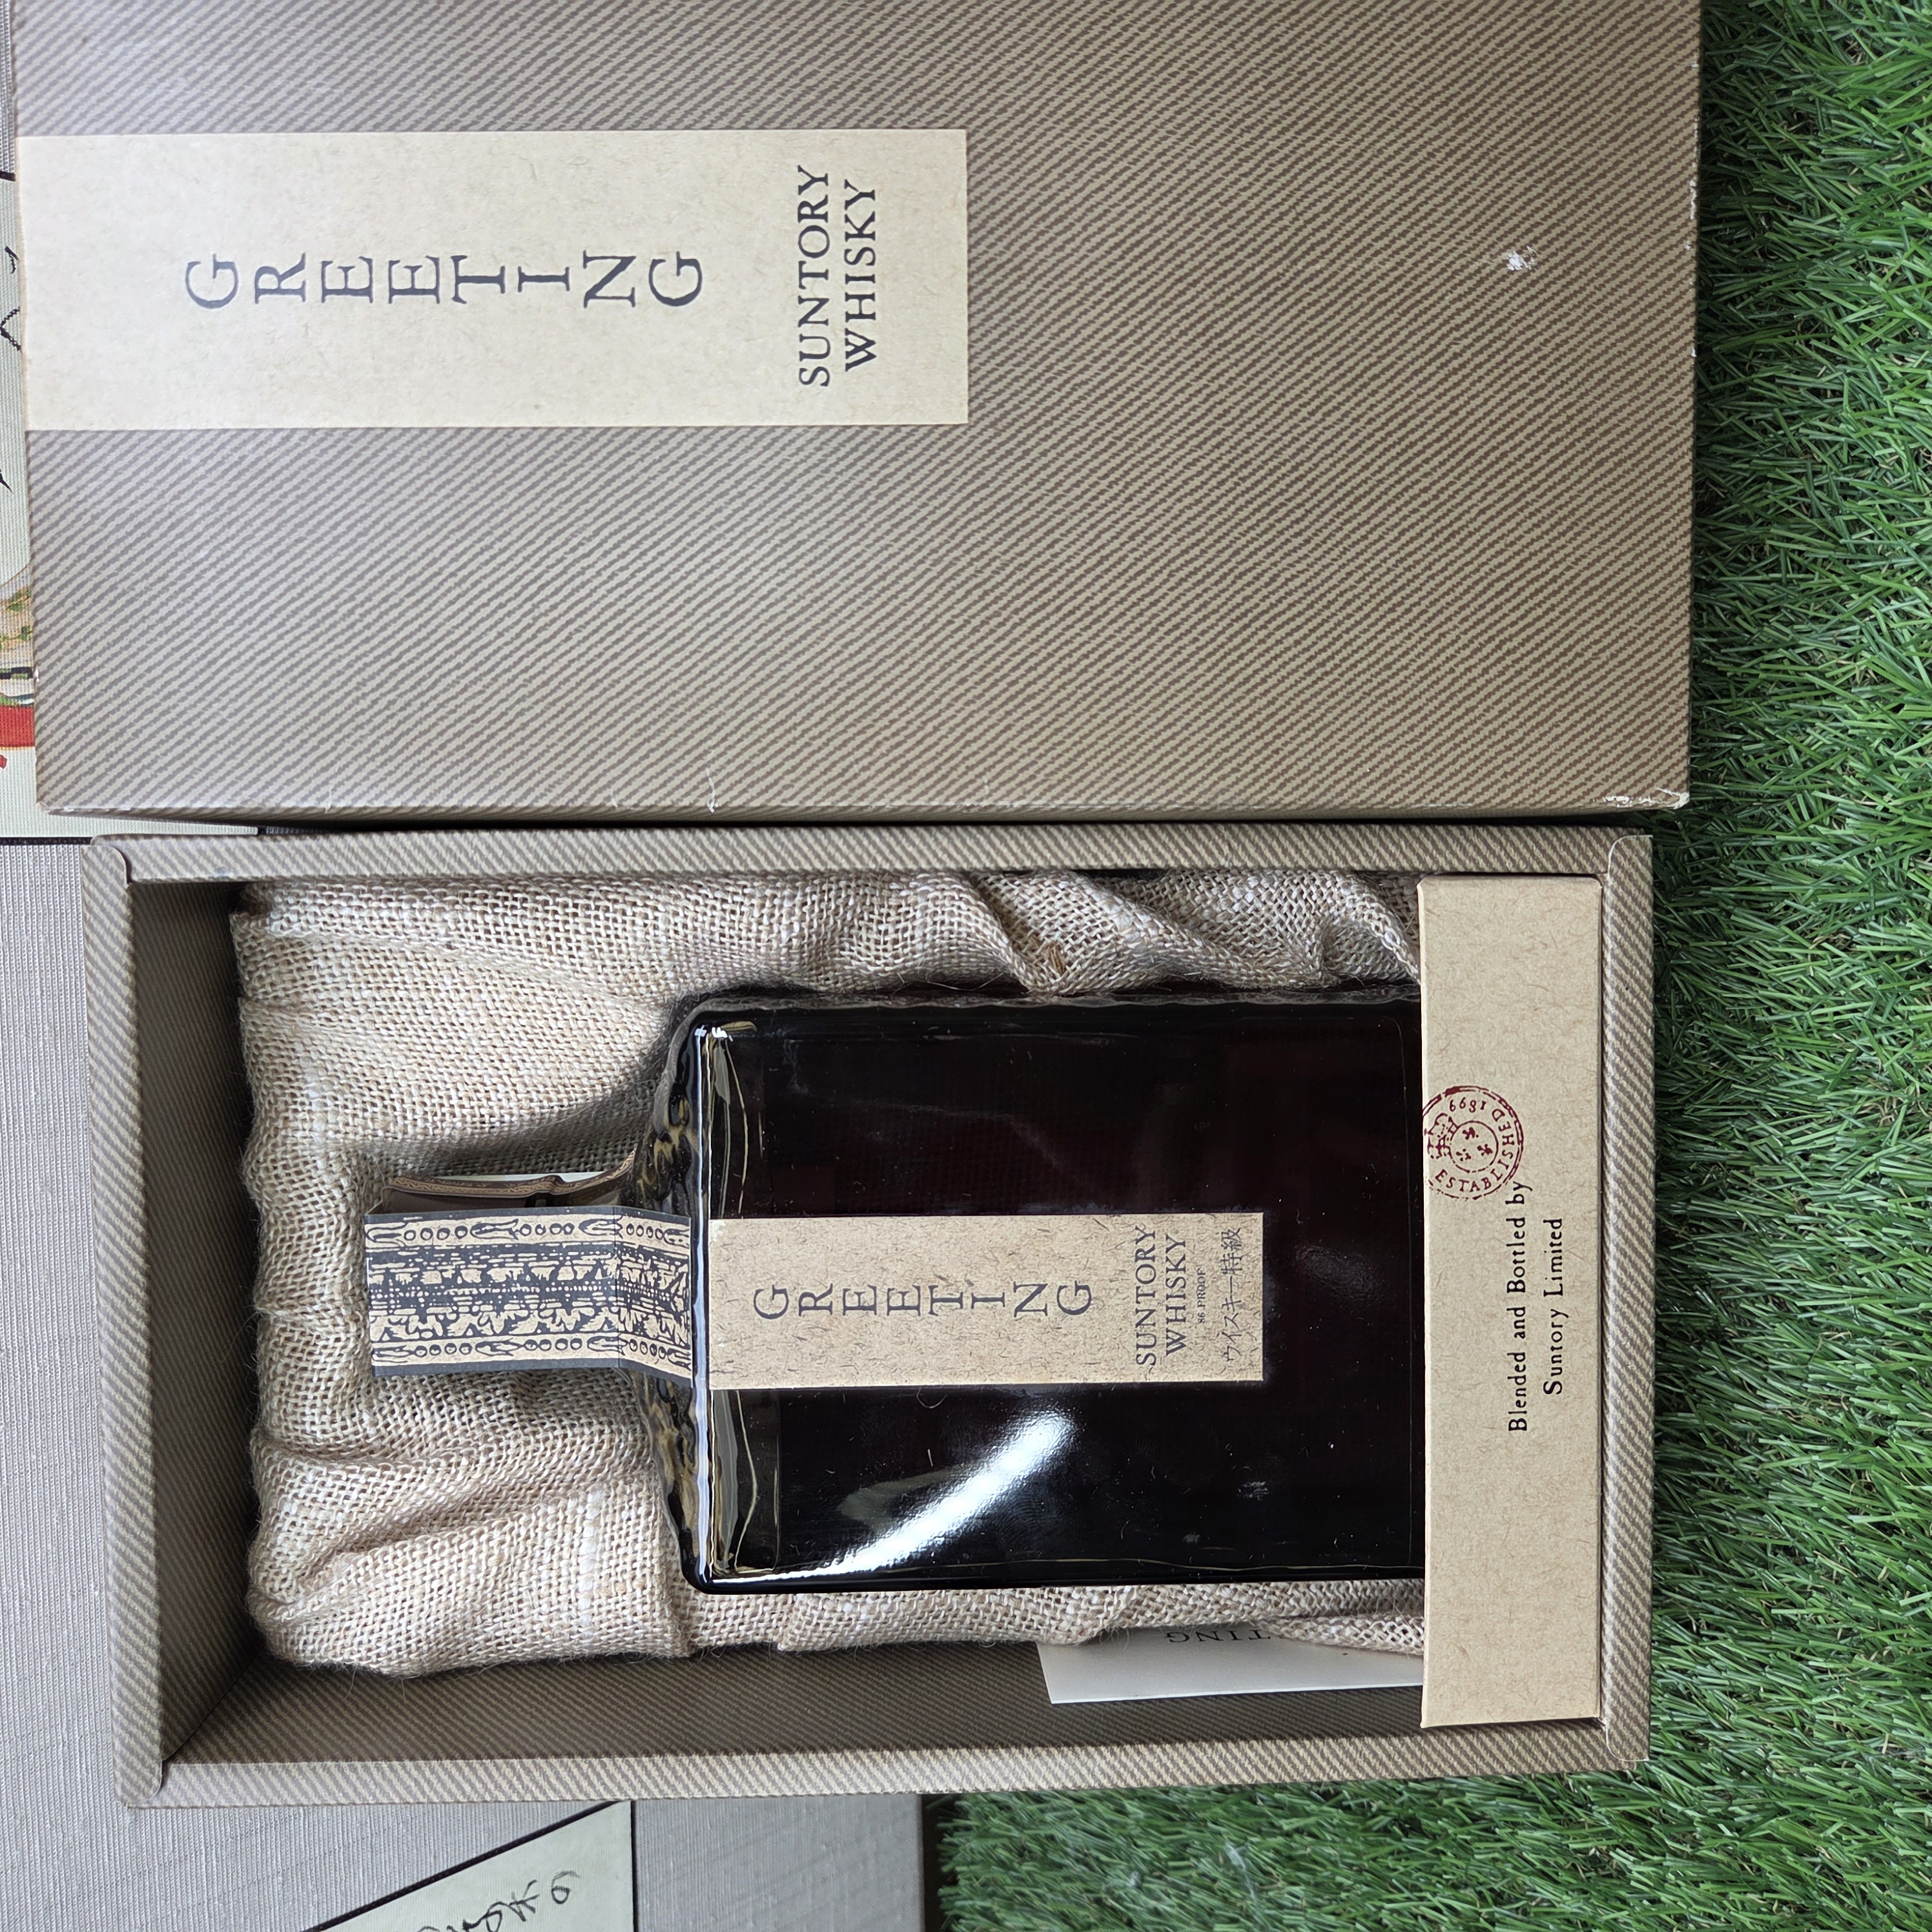 GREETING
SUNTORY
WHISKY
GREETING
SUNTORY
WHISKY
86 PROOF
ウイスキー特級
ESTABLISHED 1899
Blended and Bottled by
Suntory Limited
TING